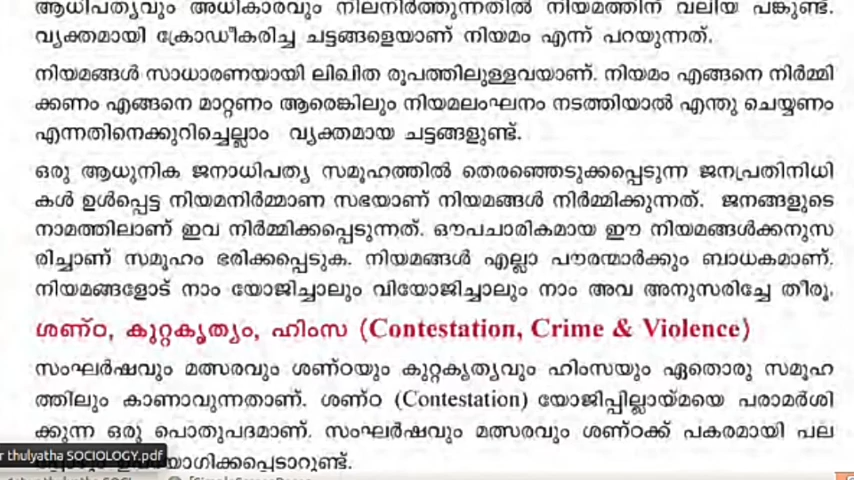 ആധിപത്യവും അധികാരവും നിലനിർത്തുന്നതിൽ നിയമത്തിന് വലിയ പങ്കുണ്ട്.
വ്യക്തമായി ക്രോഡീകരിച്ച ചട്ടങ്ങളെയാണ് നിയമം എന്ന് പറയുന്നത്.
നിയമങ്ങൾ സാധാരണയായി ലിഖിത രൂപത്തിലുള്ളവയാണ്. നിയമം എങ്ങനെ നിർമ്മി
ക്കണം എങ്ങനെ മാറ്റണം ആരെങ്കിലും നിയമലംഘനം നടത്തിയാൽ എന്തു ചെയ്യണം
എന്നതിനെക്കുറിച്ചെല്ലാം വ്യക്തമായ ചട്ടങ്ങളുണ്ട്.
ഒരു ആധുനിക ജനാധിപത്യ സമൂഹത്തിൽ തെരഞ്ഞെടുക്കപ്പെടുന്ന ജനപ്രതിനിധി
കൾ ഉൾപ്പെട്ട നിയമനിർമ്മാണ സഭയാണ് നിയമങ്ങൾ നിർമ്മിക്കുന്നത്. ജനങ്ങളുടെ
നാമത്തിലാണ് ഇവ നിർമ്മിക്കപ്പെടുന്നത്. ഔപചാരികമായ ഈ നിയമങ്ങൾക്കനുസ
രിച്ചാണ് സമൂഹം ഭരിക്കപ്പെടുക. നിയമങ്ങൾ എല്ലാ പൗരന്മാർക്കും ബാധകമാണ്.
നിയമങ്ങളോട് നാം യോജിച്ചാലും വിയോജിച്ചാലും നാം അവ അനുസരിച്ചേ തീരൂ.
ശണ്ഠ, കുറ്റകൃത്യം, ഹിംസ (Contestation, Crime & Violence)
സംഘർഷവും മത്സരവും ശണ്ഠയും കുറ്റകൃത്യവും ഹിംസയും ഏതൊരു സമൂഹ
ത്തിലും കാണാവുന്നതാണ്. ശണ്ഠ (Contestation) യോജിപ്പില്ലായ്മയെ പരാമർശി
ക്കുന്ന ഒരു പൊതുപദമാണ്. സംഘർഷവും മത്സരവും ശണ്ഠക്ക് പകരമായി പല
r thulyatha SOCIOLOGY.pdf